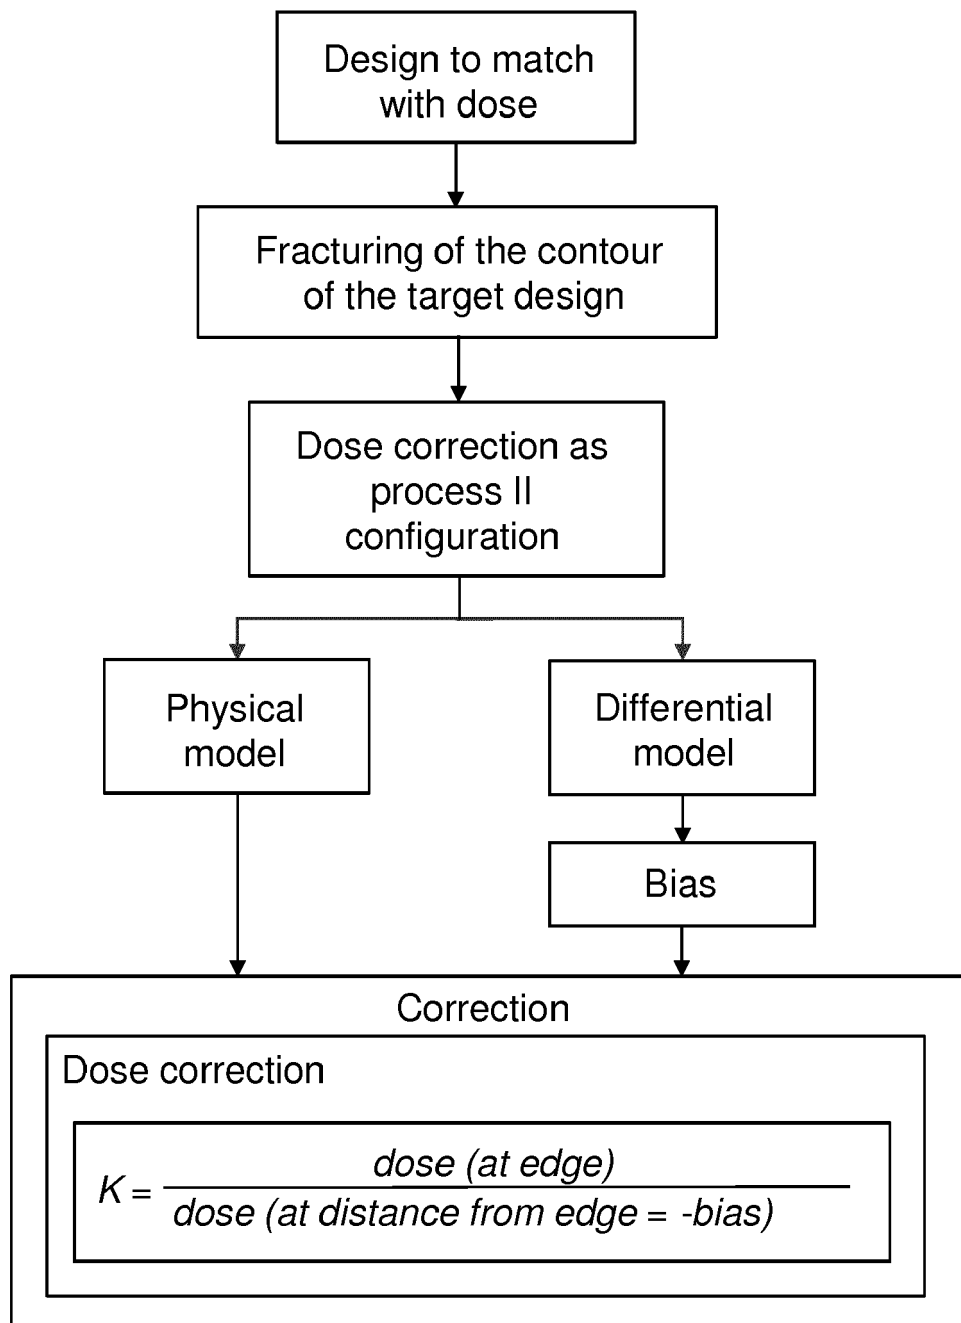 Design to match
with dose
Fracturing of the contour
of the target design
Dose correction as
process II
configuration
Physical
model
Differential
model
Bias
Correction
Dose correction
K = dose (at edge)
dose (at distance from edge = -bias)